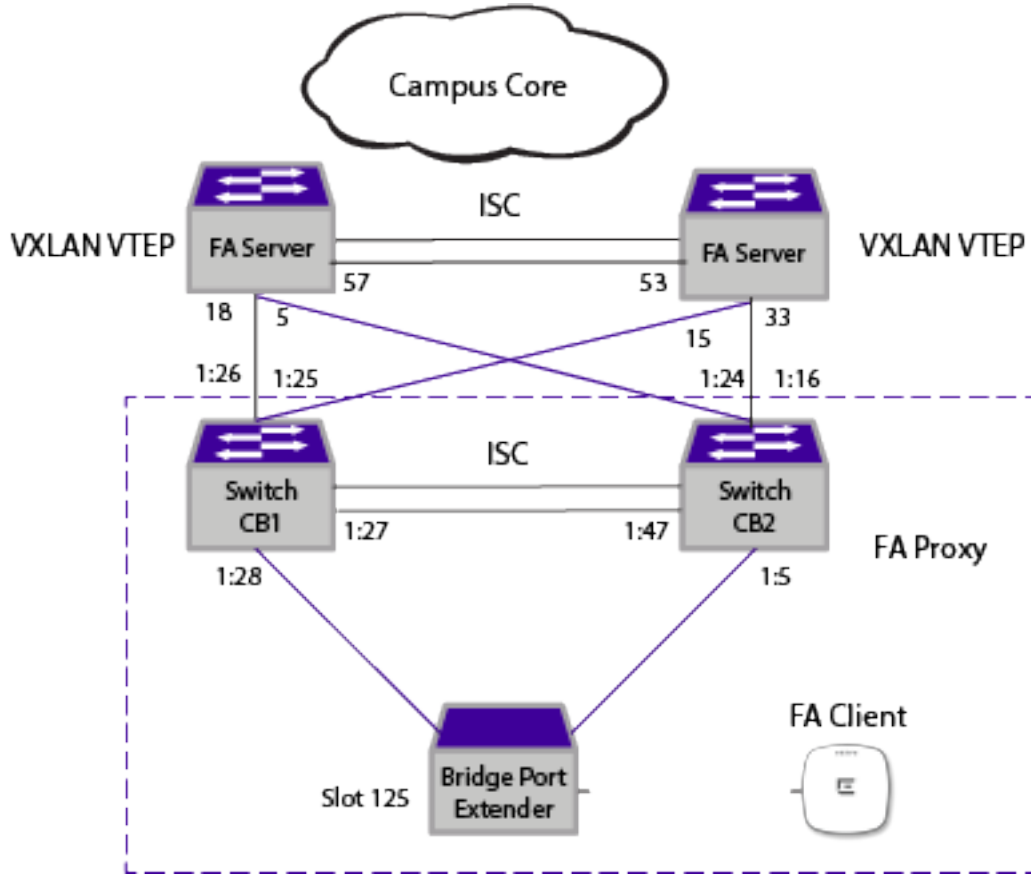 Campus Core
ISC
VXLAN VTEP
FA Server
FA Server
VXLAN VTEP
57
53
18
5
15
33
1:26
1:25
1:24
1:16
ISC
Switch
CB1
Switch
CB2
1:27
1:47
FA Proxy
1:28
1:5
FA Client
Bridge Port
Extender
Slot 125